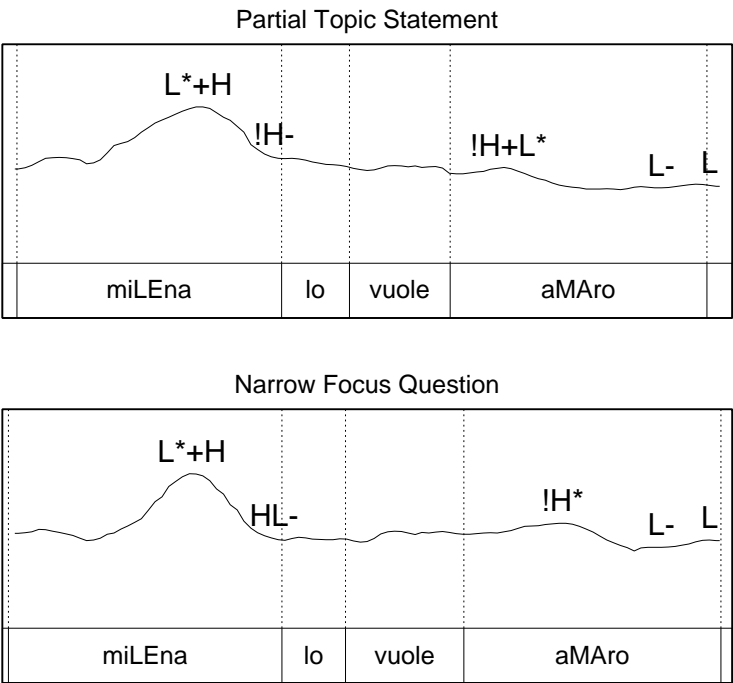 Partial Topic Statement
L*+H
!H-
!H+L*
L- L
miLEna lo vuole aMAro
Narrow Focus Question
L*+H
HL-
!H*
L- L
miLEna lo vuole aMAro